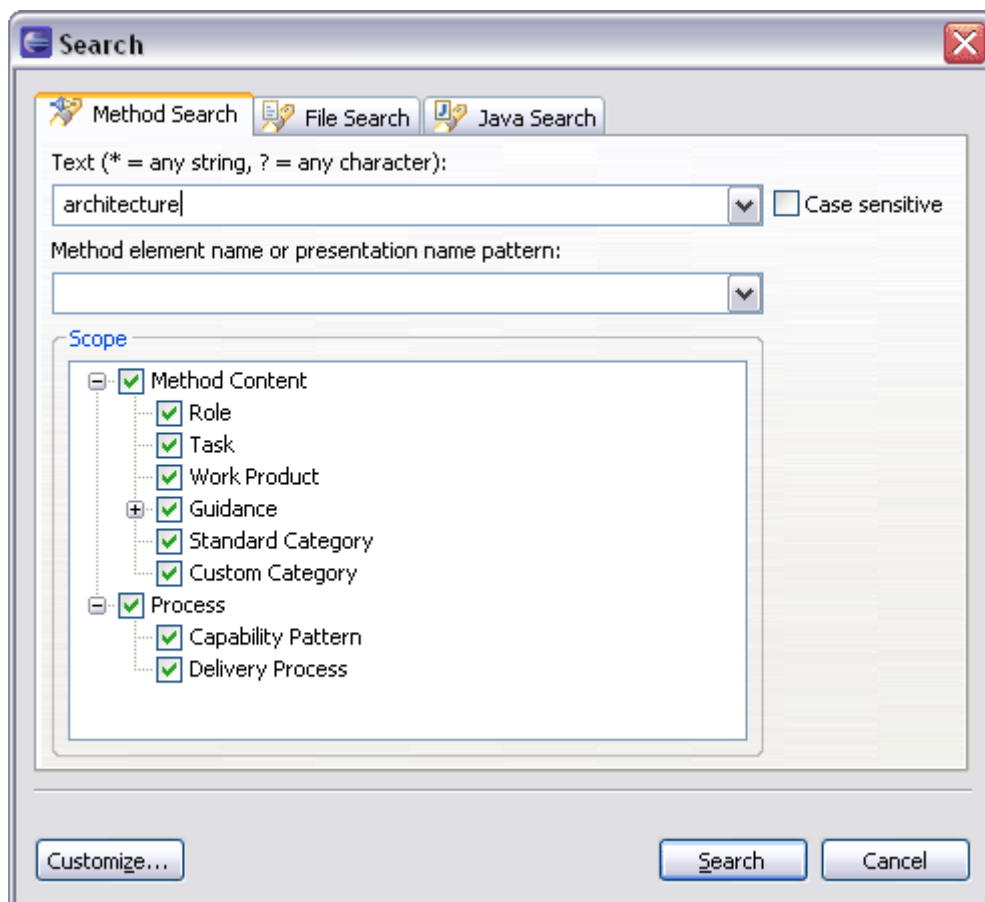 Search
Method Search File Search Java Search
Text (* = any string, ? = any character):
architecture Case sensitive
Method element name or presentation name pattern:
Scope
Method Content
Role
Task
Work Product
Guidance
Standard Category
Custom Category
Process
Capability Pattern
Delivery Process
Customize... Search Cancel